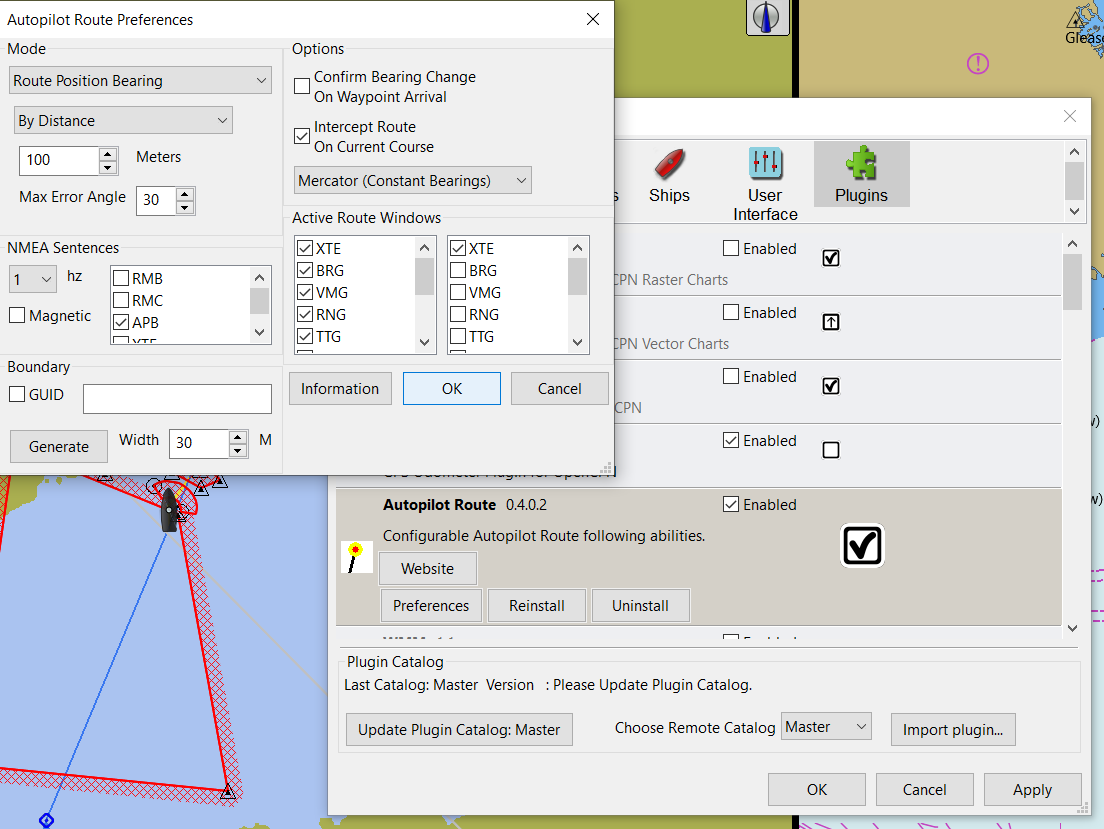 Autopilot Route Preferences
Mode
Route Position Bearing
By Distance
100
Meters
Max Error Angle
30
NMEA Sentences
1
hz
RMB
RMC
APB
XTE
Magnetic
Boundary
GUID
Generate
Width
30
M
Options
Confirm Bearing Change
On Waypoint Arrival
Intercept Route
On Current Course
Mercator (Constant Bearings)
Active Route Windows
XTE
BRG
VMG
RNG
TTG
XTE
BRG
VMG
RNG
TTG
Information
OK
Cancel
s
Ships
User
Interface
Plugins
Enabled
CPN Raster Charts
Enabled
CPN Vector Charts
Enabled
CPN
Enabled
Autopilot Route 0.4.0.2
Enabled
Configurable Autopilot Route following abilities.
Website
Preferences
Reinstall
Uninstall
Enabled
Plugin Catalog
Last Catalog: Master Version : Please Update Plugin Catalog.
Update Plugin Catalog: Master
Choose Remote Catalog
Master
Import plugin...
OK
Cancel
Apply
Gleas
w)
w)